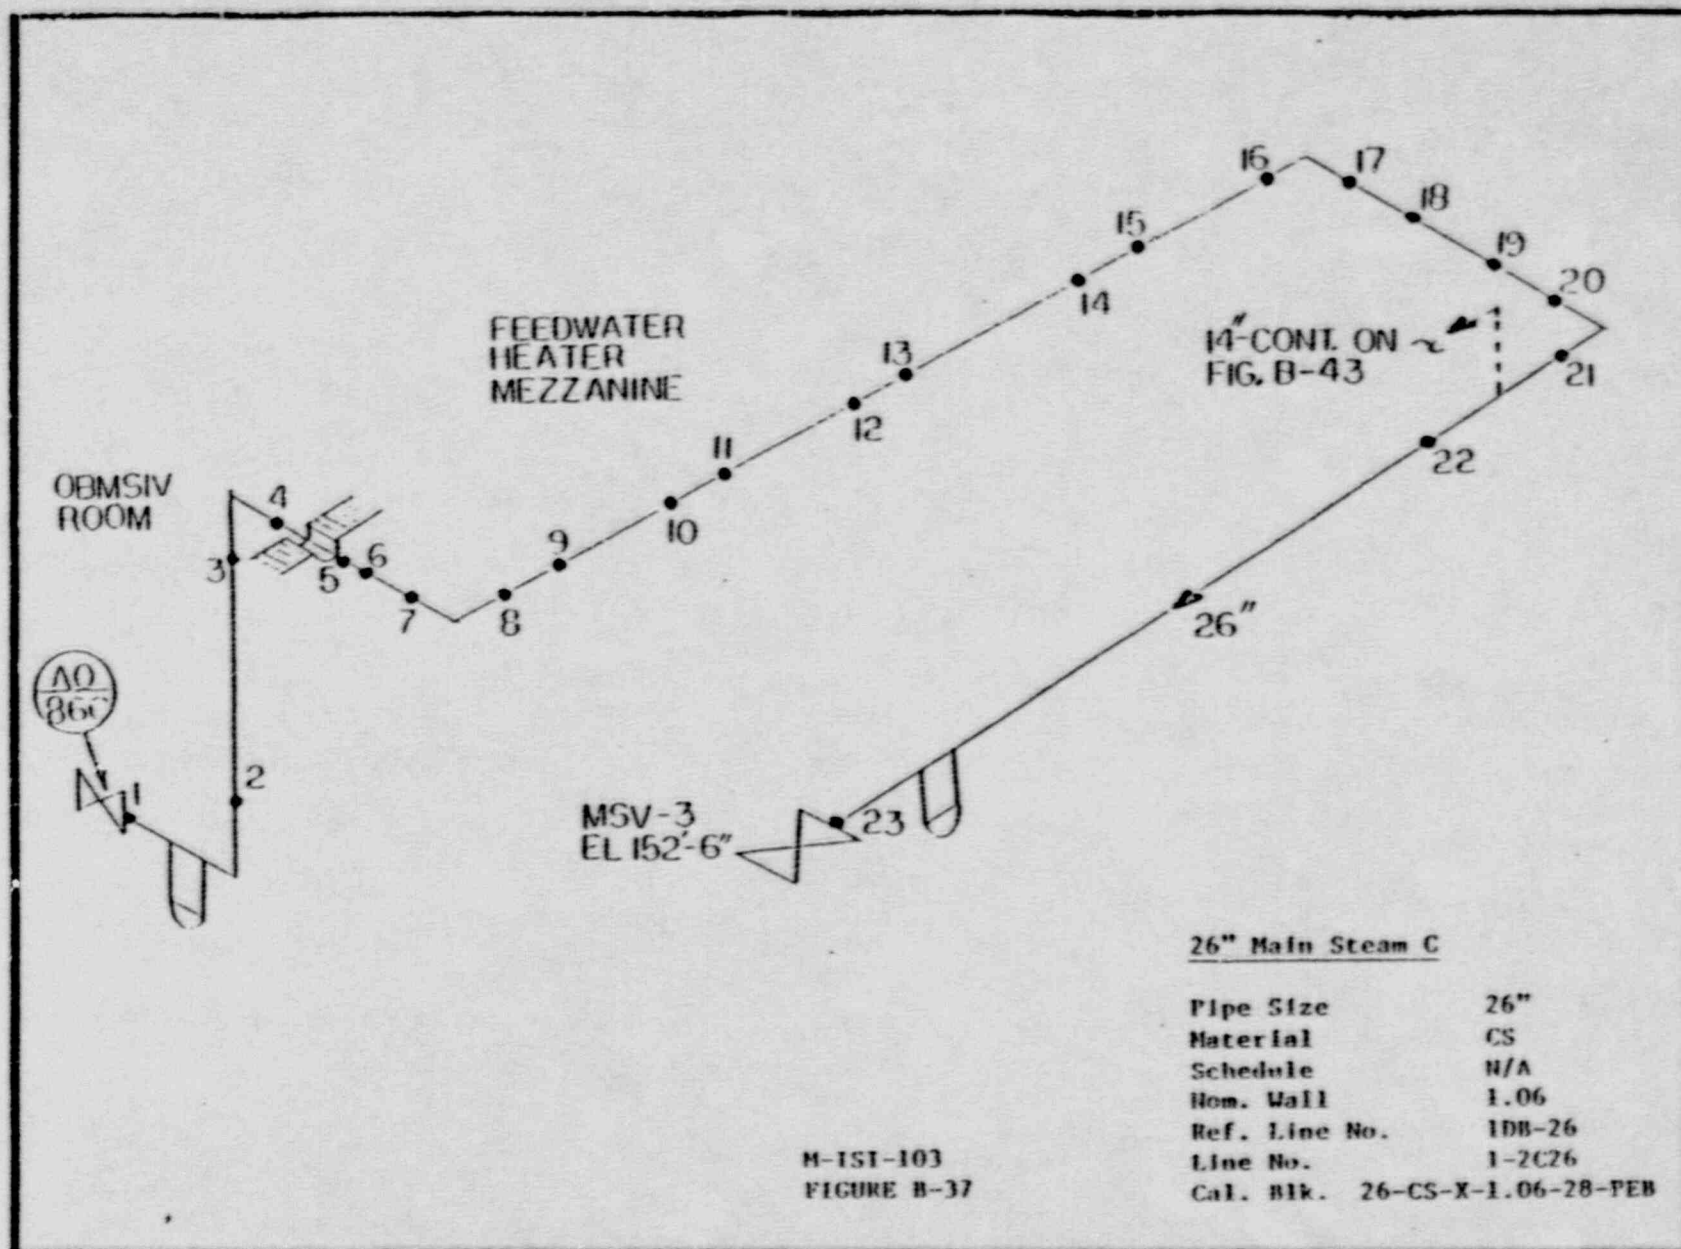 16
17
18
15
19
20
14
FEEDWATER
HEATER
MEZZANINE
14"-CONT. ON
FIG. B-43
13
21
12
11
22
OBMSIV
ROOM
4
10
9
3
5
6
7
8
26"
AO
86C
1
2
MSV-3
EL 152'-6"
23
26" Main Steam C
Pipe Size 26"
Material CS
Schedule N/A
Nom. Wall 1.06
Ref. Line No. 1DB-26
Line No. 1-2C26
Cal. Blk. 26-CS-X-1.06-28-PEB
M-ISI-103
FIGURE B-37